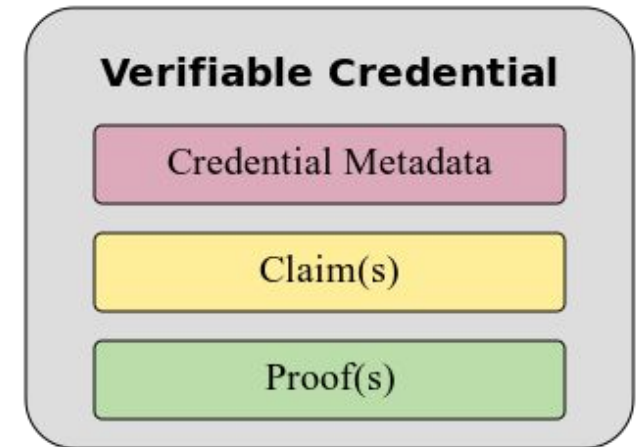 Verifiable Credential
Credential Metadata
Claim(s)
Proof(s)